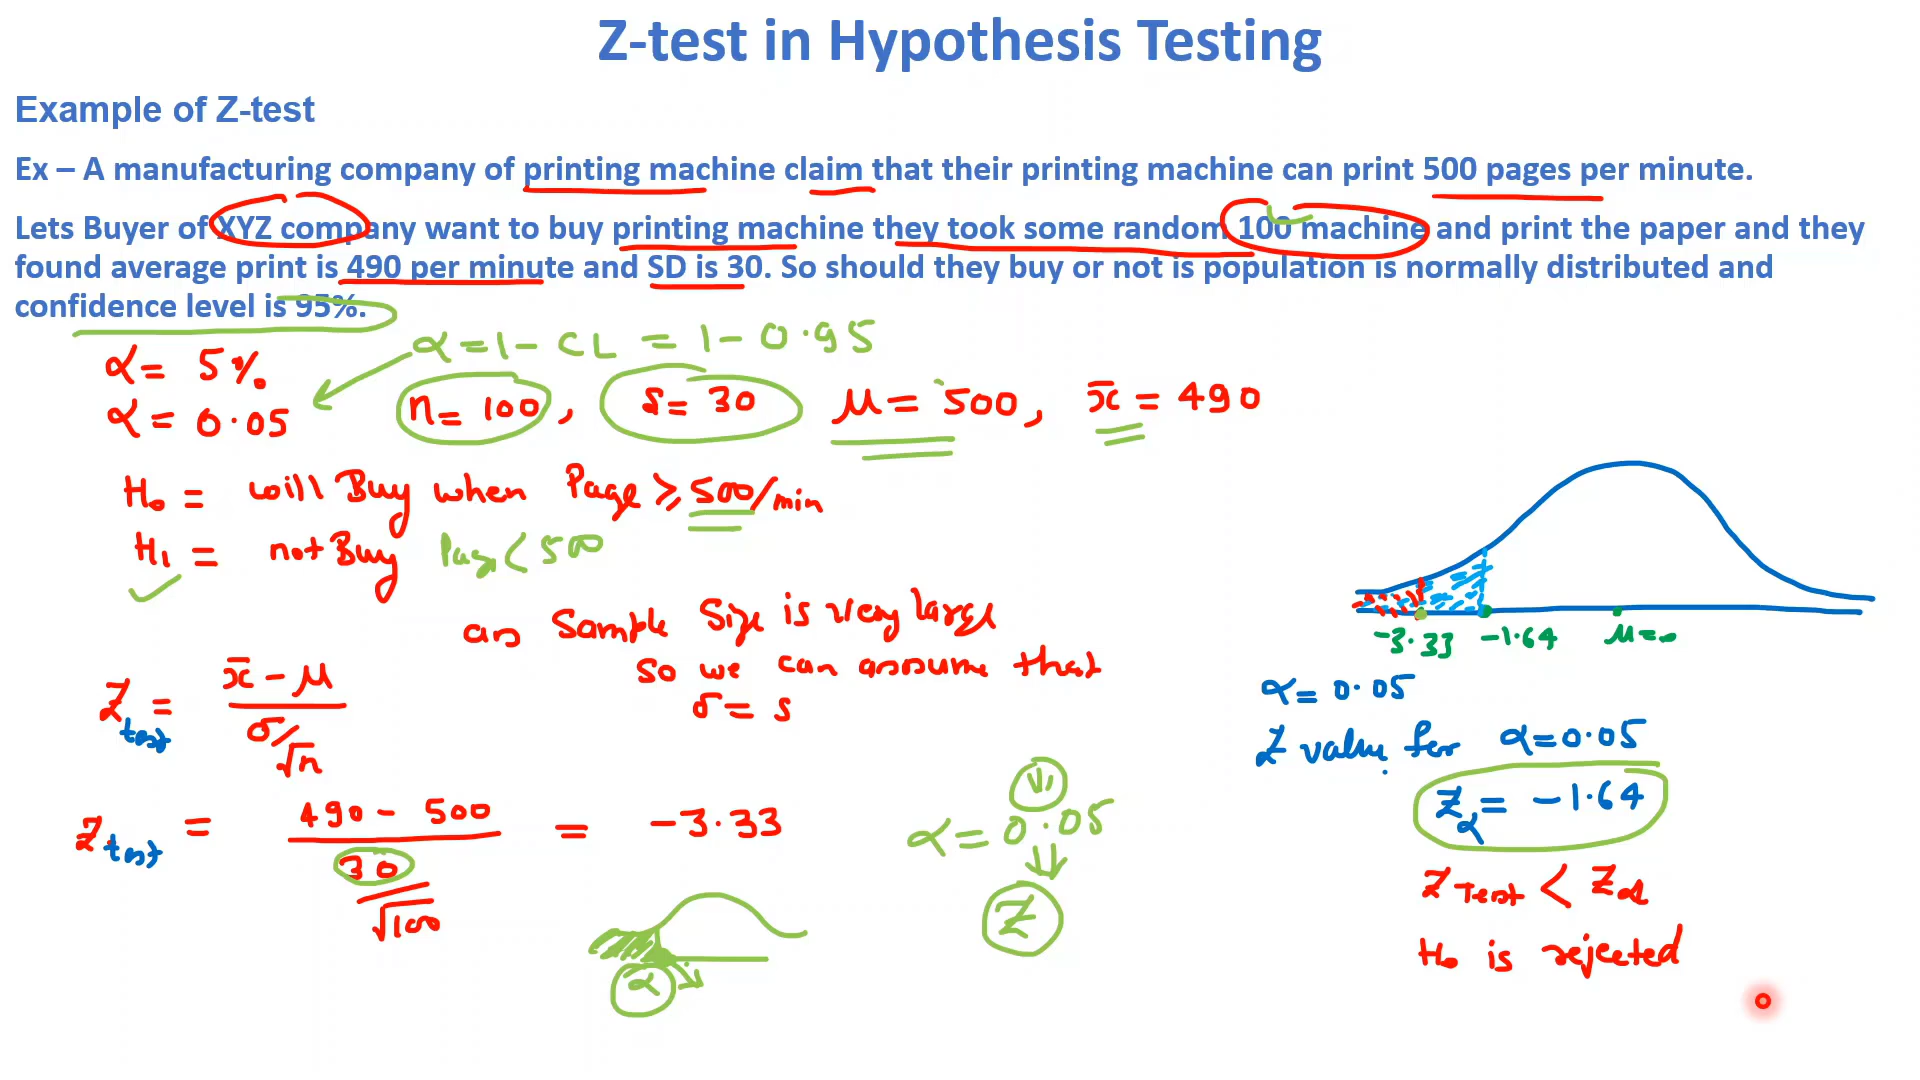 Z-test in Hypothesis Testing
Example of Z-test
Ex – A manufacturing company of printing machine claim that their printing machine can print 500 pages per minute.
Lets Buyer of XYZ company want to buy printing machine they took some random 100 machine and print the paper and they
found average print is 490 per minute and SD is 30. So should they buy or not is population is normally distributed and
confidence level is 95%.
α = 1 - CL = 1 - 0.95
α = 5%
α = 0.05
n = 100, s = 30 μ = 500, x̄ = 490
H₀ = will Buy when Page ≥ 500/min
H₁ = not Buy Page < 500
as Sample Size is very large
so we can assume that
σ = s
Z test = x̄ - μ / σ/√n
Z test = 490 - 500 / 30/√100 = -3.33
α
α = 0.05
Z
-3.33 -1.64 μ=0
α = 0.05
Z value for α = 0.05
Zα = -1.64
Z Test < Zα
H₀ is rejected